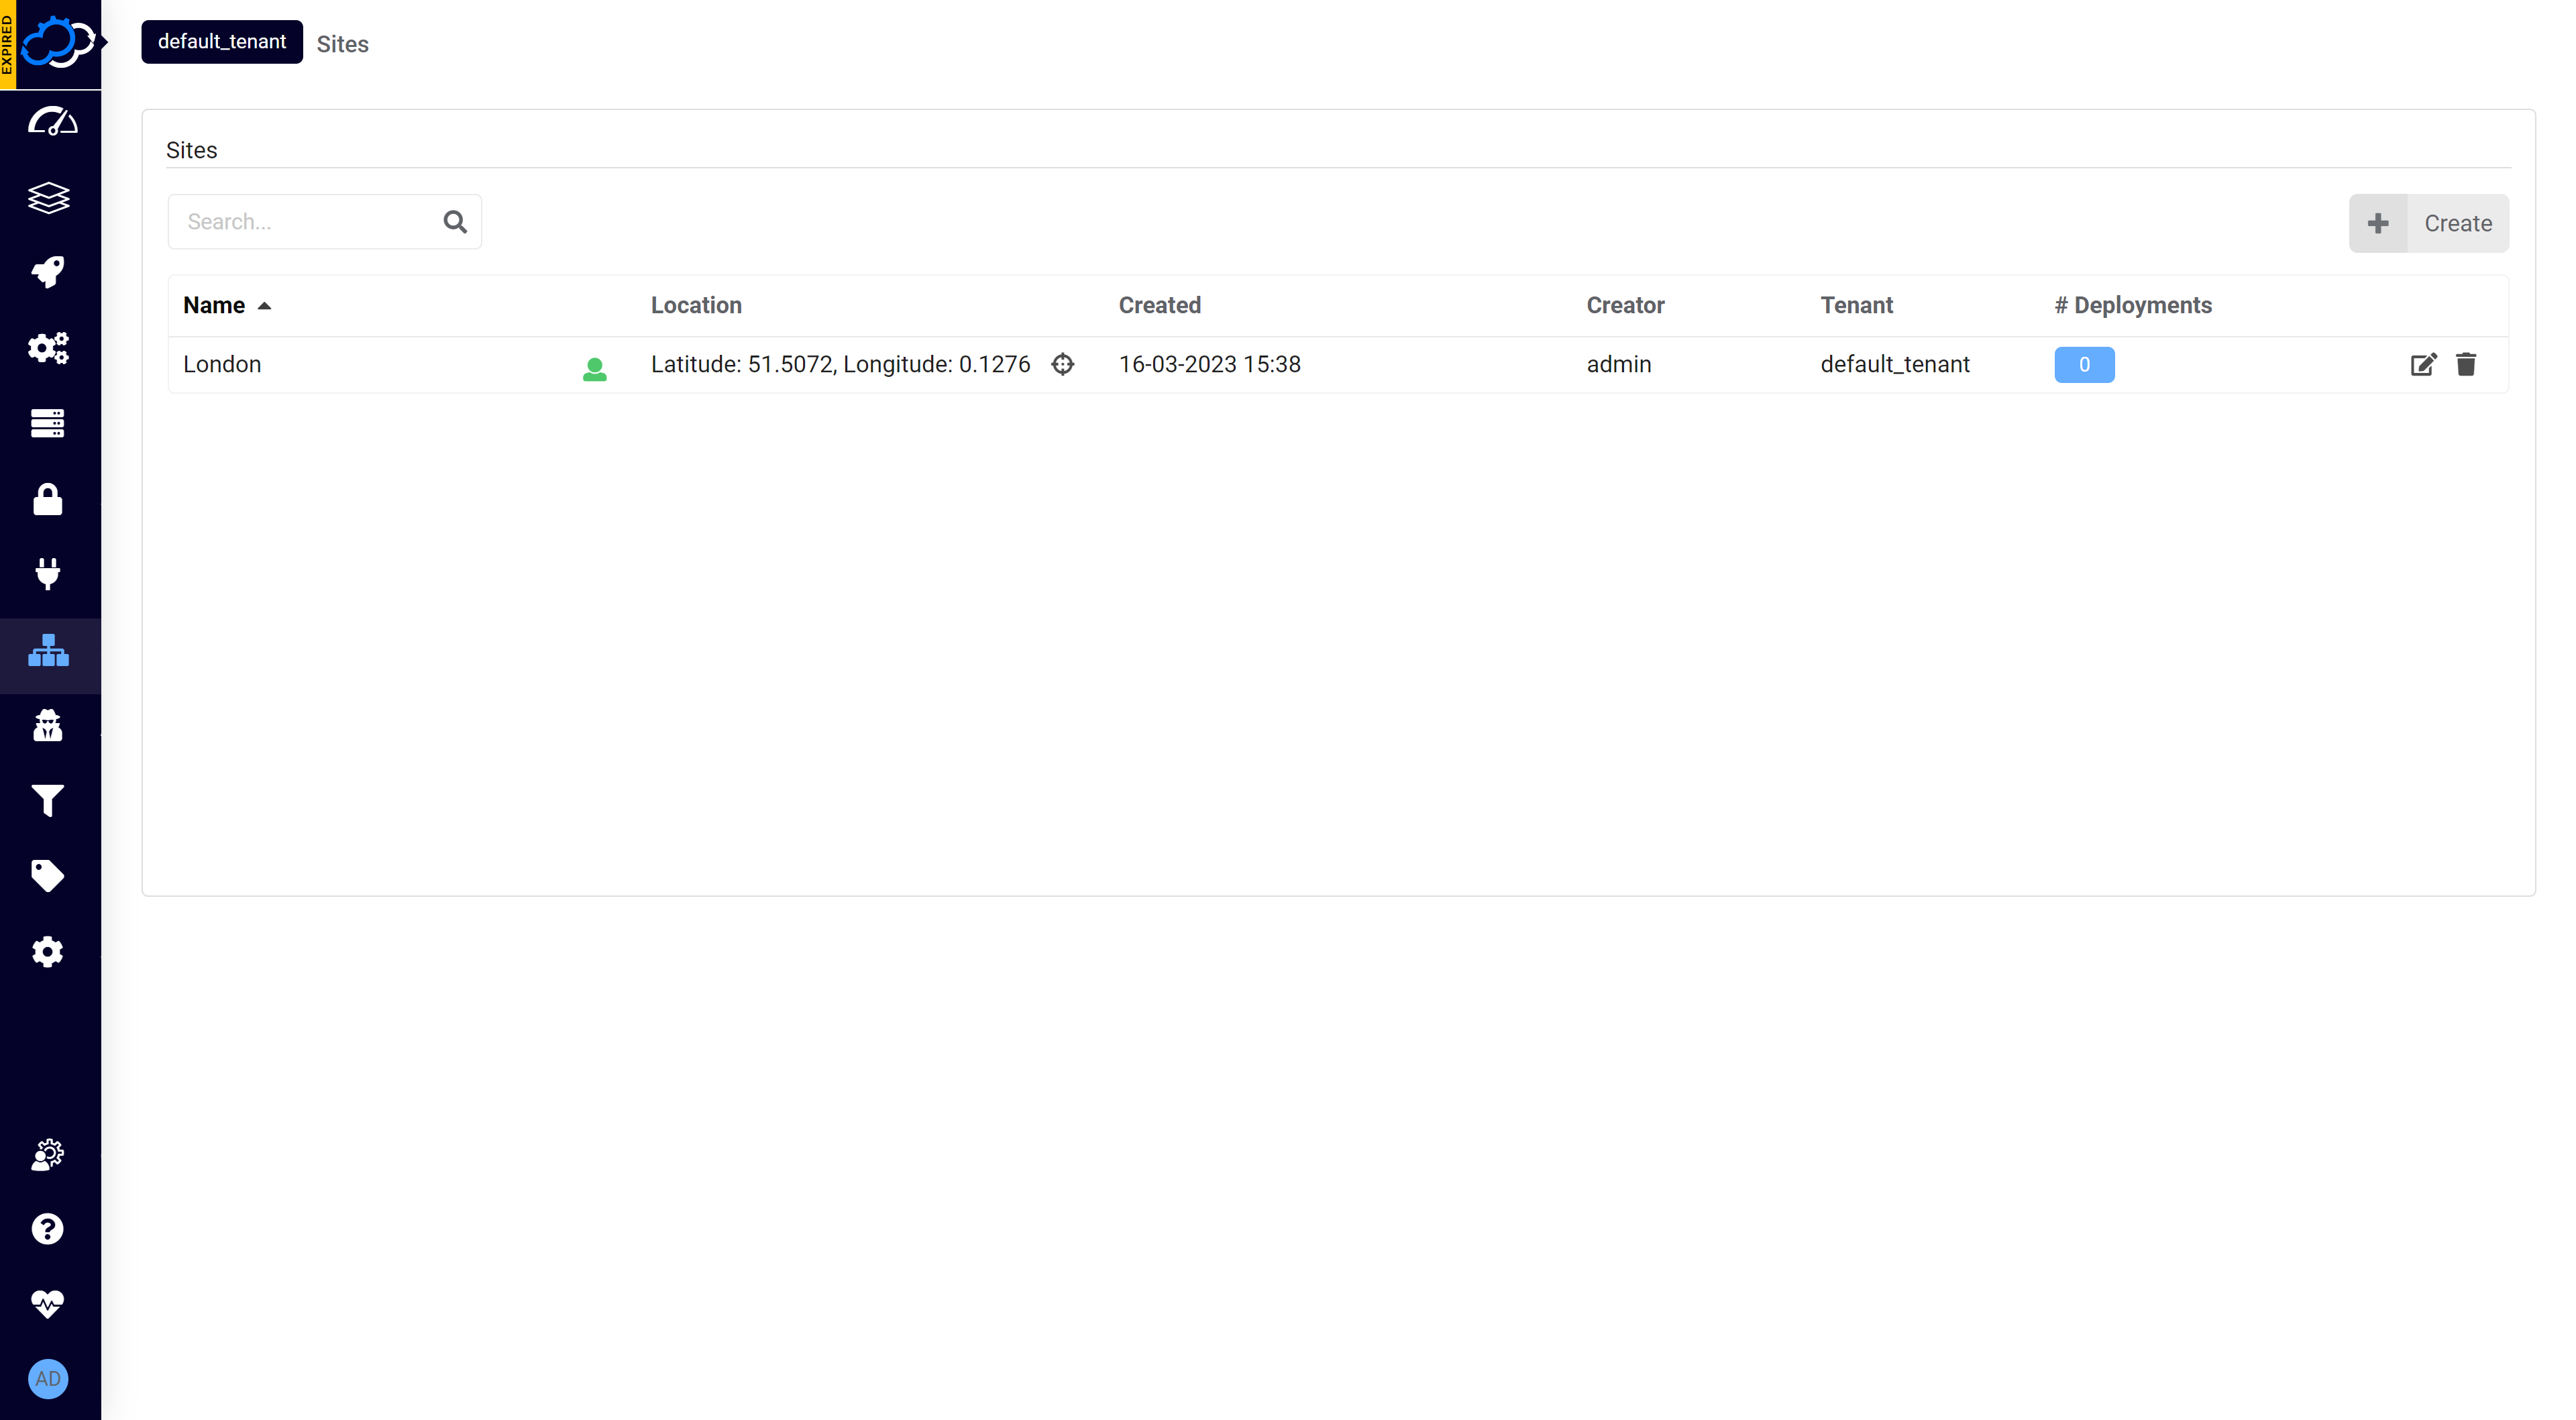 EXPIRED
default_tenant Sites
Sites
Search...
Create
Name Location Created Creator Tenant # Deployments
London Latitude: 51.5072, Longitude: 0.1276 16-03-2023 15:38 admin default_tenant 0
AD